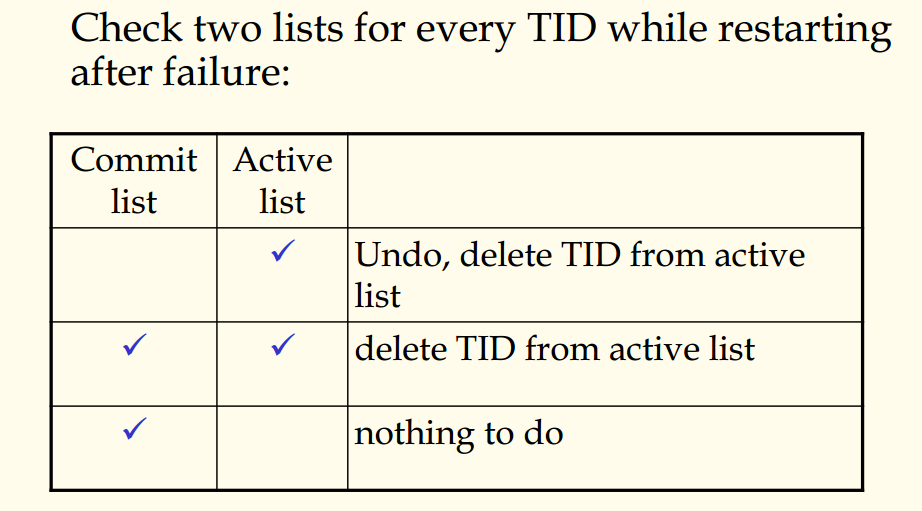 Check two lists for every TID while restarting
after failure:
Commit list
Active list
✓ Undo, delete TID from active
list
✓ ✓ delete TID from active list
✓ nothing to do